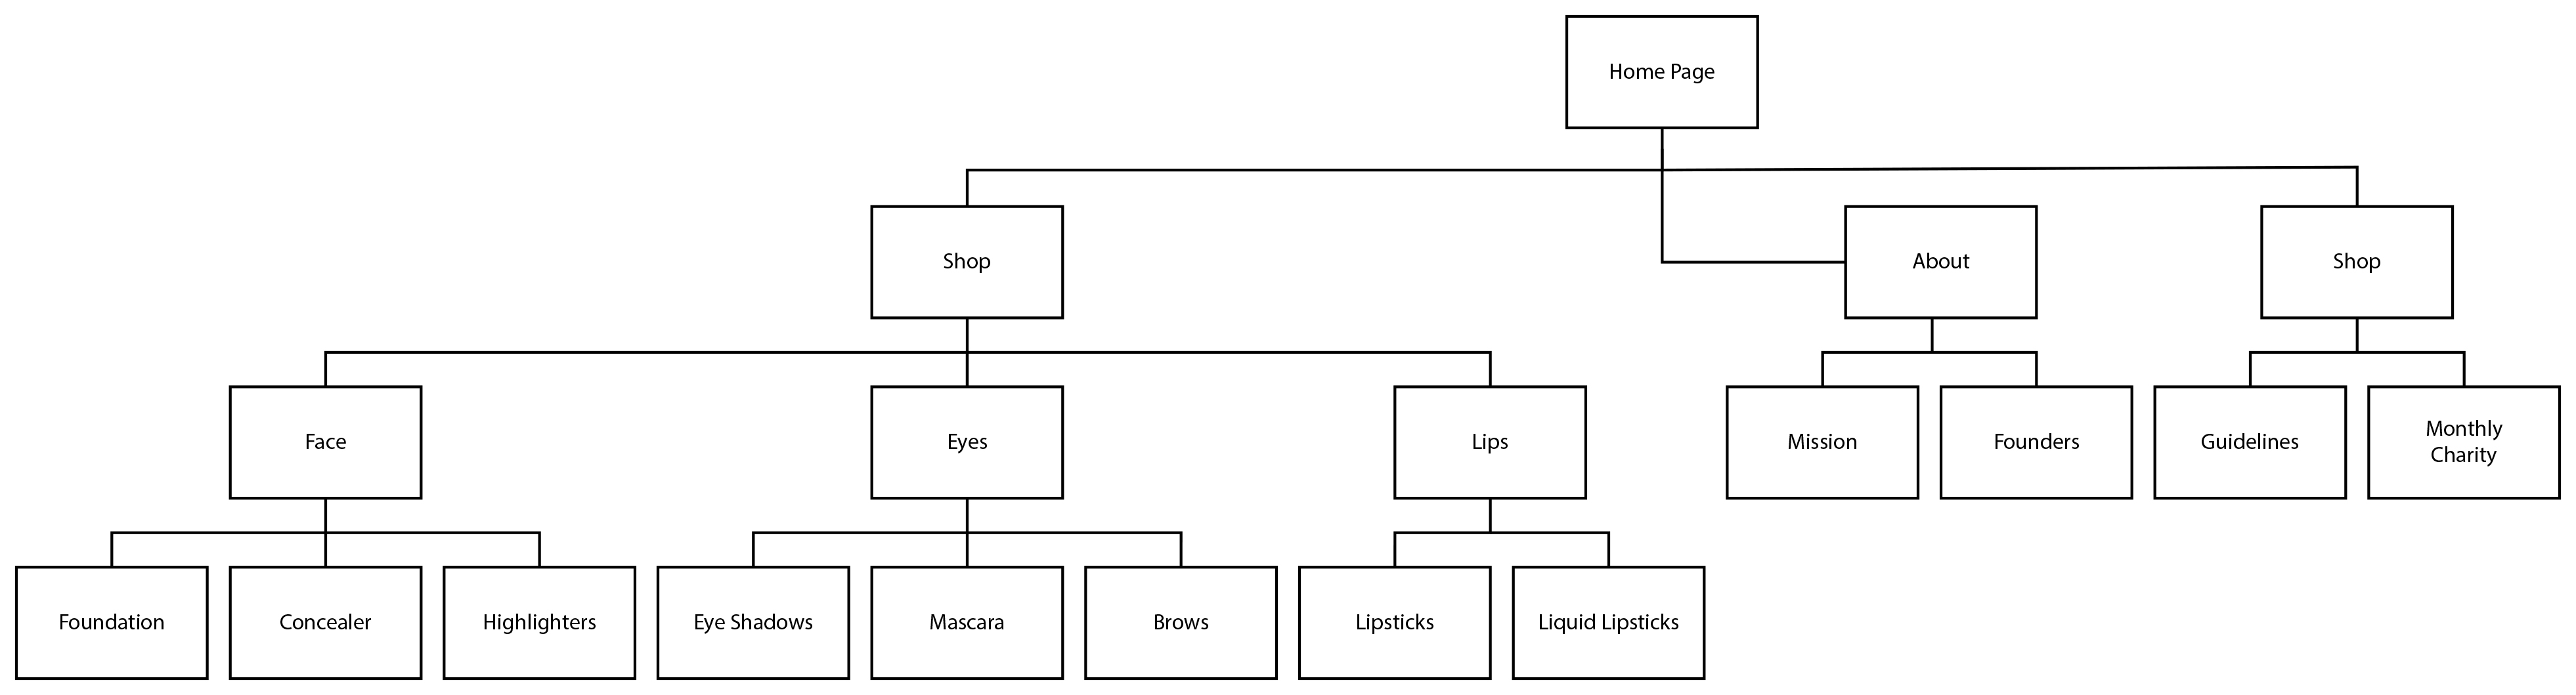 Home Page
Shop
About
Shop
Face
Eyes
Lips
Mission
Founders
Guidelines
Monthly
Charity
Foundation
Concealer
Highlighters
Eye Shadows
Mascara
Brows
Lipsticks
Liquid Lipsticks